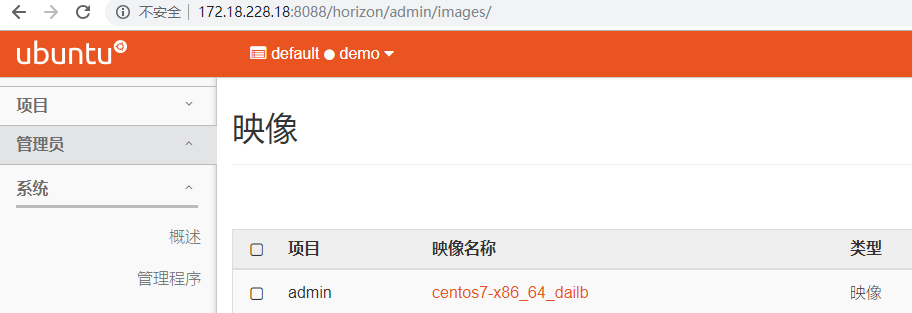 不安全 | 172.18.228.18:8088/horizon/admin/images/
ubuntu
default ● demo
项目
管理员
系统
概述
管理程序
映像
项目 映像名称 类型
admin centos7-x86_64_dailb 映像